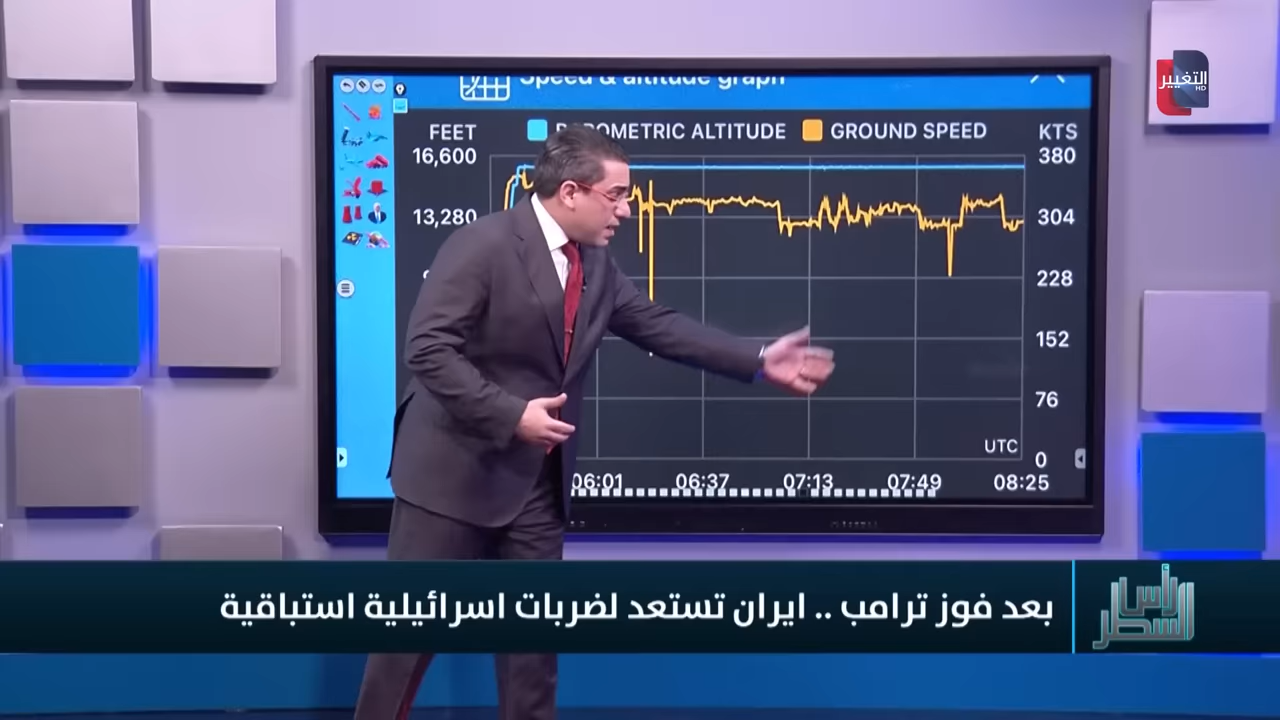 التغيير
HD
Speed & altitude graph
FEET
BAROMETRIC ALTITUDE
GROUND SPEED
KTS
16,600
380
13,280
304
228
152
76
UTC
0
06:01
06:37
07:13
07:49
08:25
بعد فوز ترامب .. ايران تستعد لضربات اسرائيلية استباقية
رأس
السطر